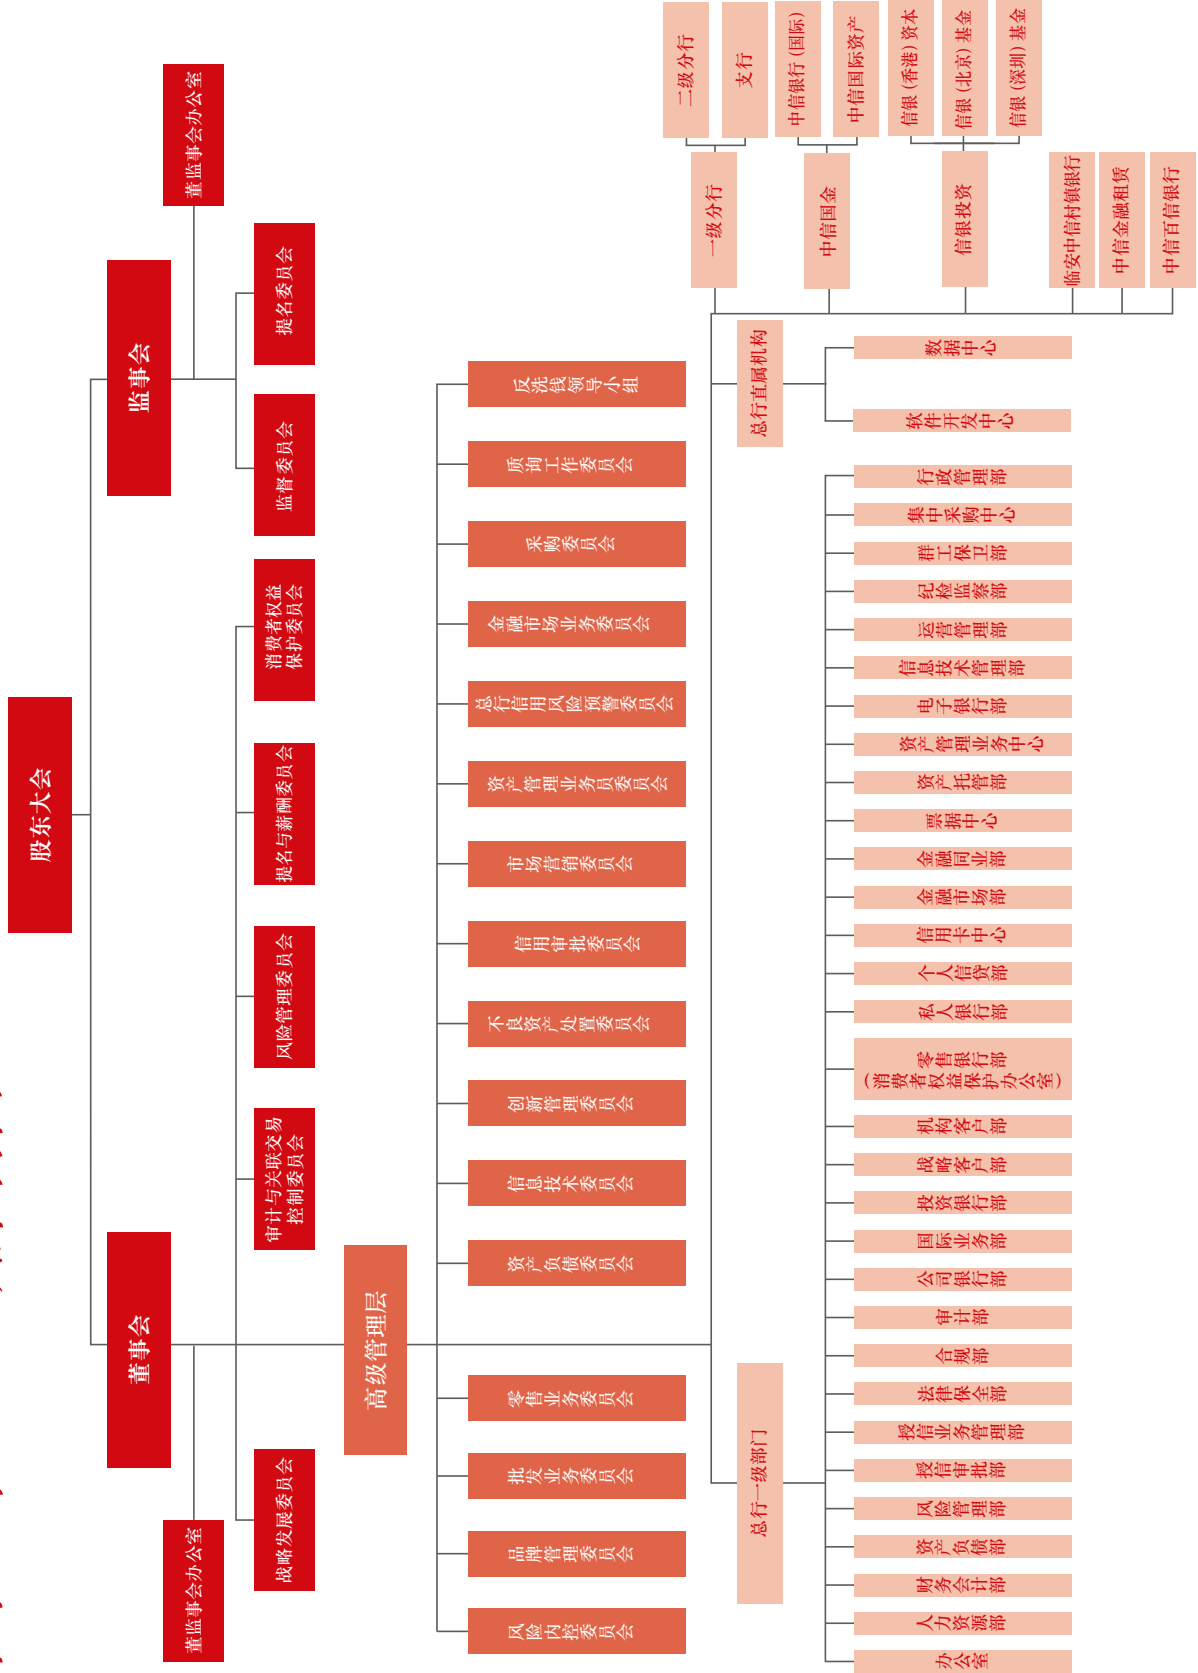 股东大会
董事会
监事会
董监事会办公室
董监事会办公室
战略发展委员会
审计与关联交易
控制委员会
风险管理委员会
提名与薪酬委员会
消费者权益
保护委员会
监督委员会
提名委员会
高级管理层
风险内控委员会
品牌管理委员会
批发业务委员会
零售业务委员会
资产负债委员会
信息技术委员会
创新管理委员会
不良资产处置委员会
信用审批委员会
市场营销委员会
资产管理业务员委员会
总行信用风险预警委员会
金融市场业务委员会
采购委员会
质询工作委员会
反洗钱领导小组
总行一级部门
总行直属机构
办公室
人力资源部
财务会计部
资产负债部
风险管理部
授信审批部
授信业务管理部
法律保全部
合规部
审计部
公司银行部
国际业务部
投资银行部
战略客户部
机构客户部
零售银行部
(消费者权益保护办公室)
私人银行部
个人信贷部
信用卡中心
金融市场部
金融同业部
票据中心
资产托管部
资产管理业务中心
电子银行部
信息技术管理部
运营管理部
纪检监察部
群工保卫部
集中采购中心
行政管理部
软件开发中心
数据中心
一级分行
中信国金
信银投资
临安中信村镇银行
中信金融租赁
中信百信银行
二级分行
支行
中信银行(国际)
中信国际资产
信银(香港)资本
信银(北京)基金
信银(深圳)基金